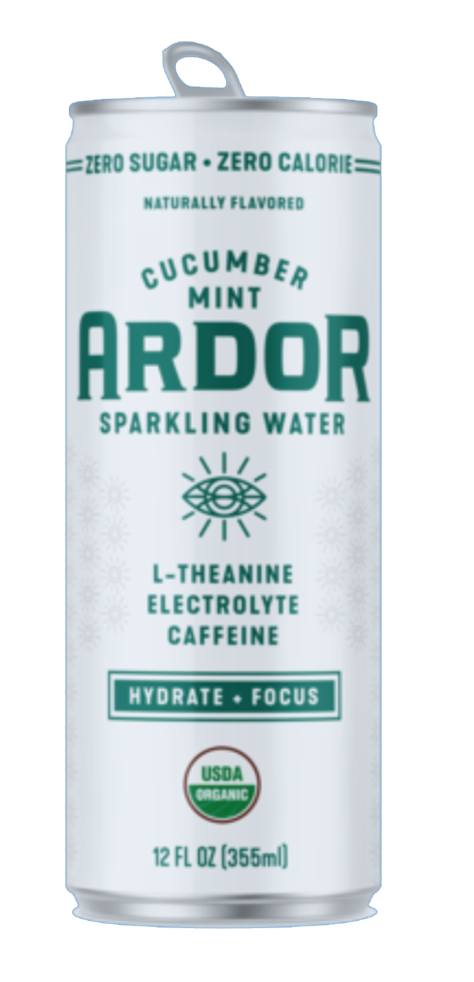 ZERO SUGAR • ZERO CALORIE
NATURALLY FLAVORED
CUCUMBER
MINT
ARDOR
SPARKLING WATER
L-THEANINE
ELECTROLYTE
CAFFEINE
HYDRATE + FOCUS
USDA
ORGANIC
12 FL OZ (355ml)